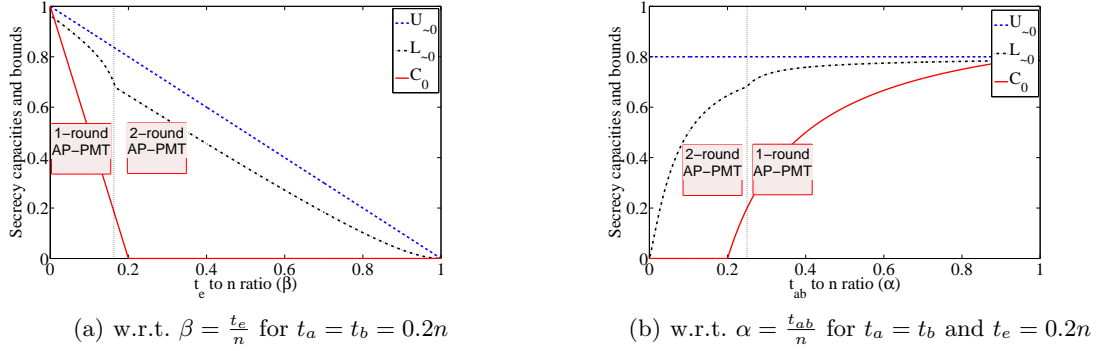 Secrecy capacities and bounds
1
0.8
0.6
0.4
0.2
0
0 0.2 0.4 0.6 0.8 1
t_e to n ratio (β)
1−round
AP−PMT
2−round
AP−PMT
U_~0
L_~0
C_0
(a) w.r.t. β = t_e/n for t_a = t_b = 0.2n
Secrecy capacities and bounds
1
0.8
0.6
0.4
0.2
0
0 0.2 0.4 0.6 0.8 1
t_ab to n ratio (α)
2−round
AP−PMT
1−round
AP−PMT
U_~0
L_~0
C_0
(b) w.r.t. α = t_ab/n for t_a = t_b and t_e = 0.2n